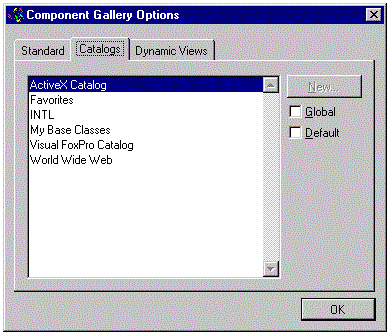 Component Gallery Options
Standard Catalogs Dynamic Views
ActiveX Catalog
Favorites
INTL
My Base Classes
Visual FoxPro Catalog
World Wide Web
New...
Global
Default
OK